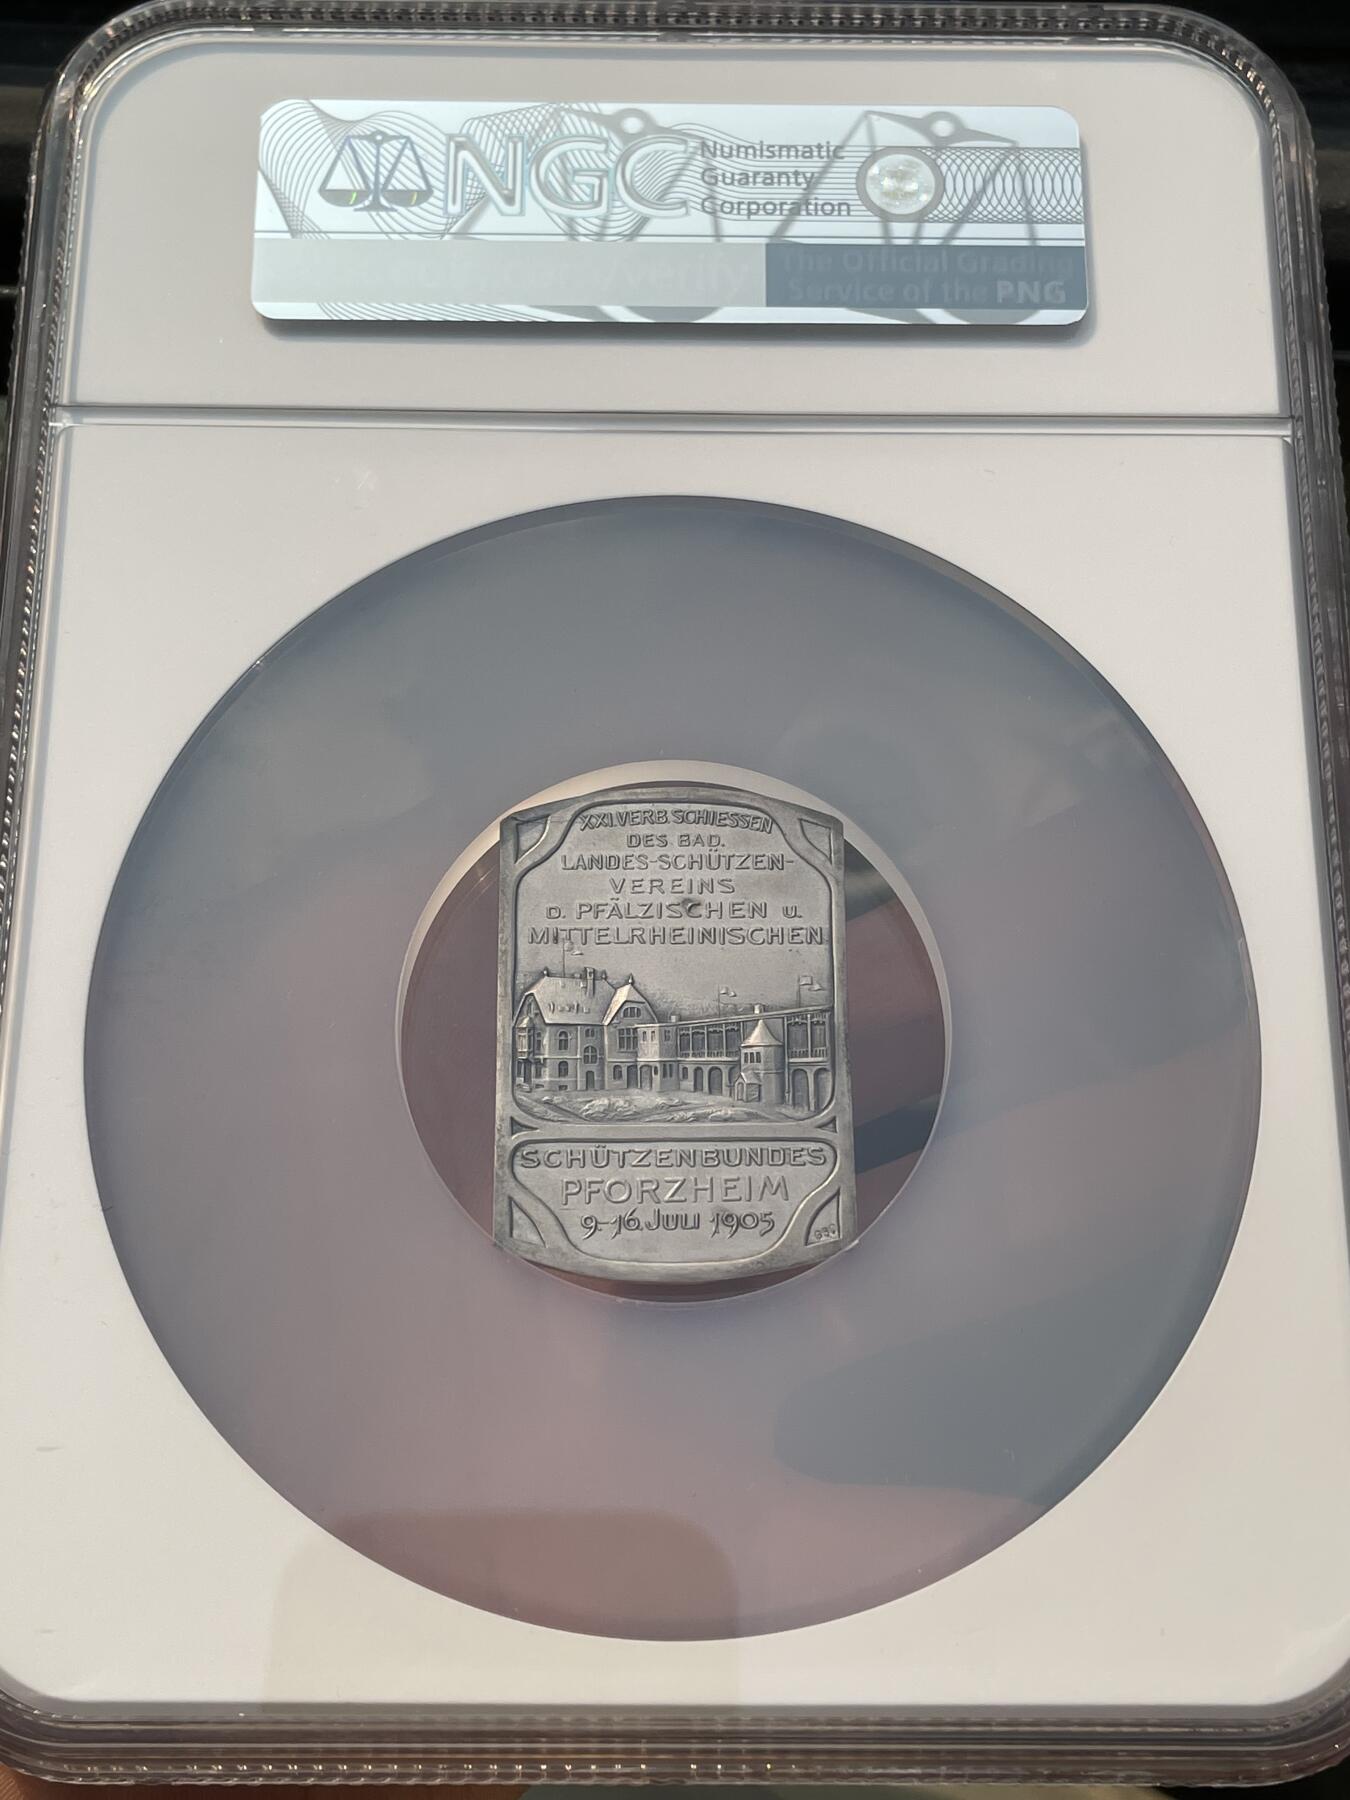 NGC
Numismatic
Guaranty
Corporation
/verify
The Official Grading
Service of the PNG
XXI VERB. SCHIESSEN
DES BAD.
LANDES-SCHÜTZEN-
VEREINS
D. PFÄLZISCHEN U.
MITTELRHEINISCHEN
SCHÜTZENBUNDES
PFORZHEIM
9.-16. JULI 1905